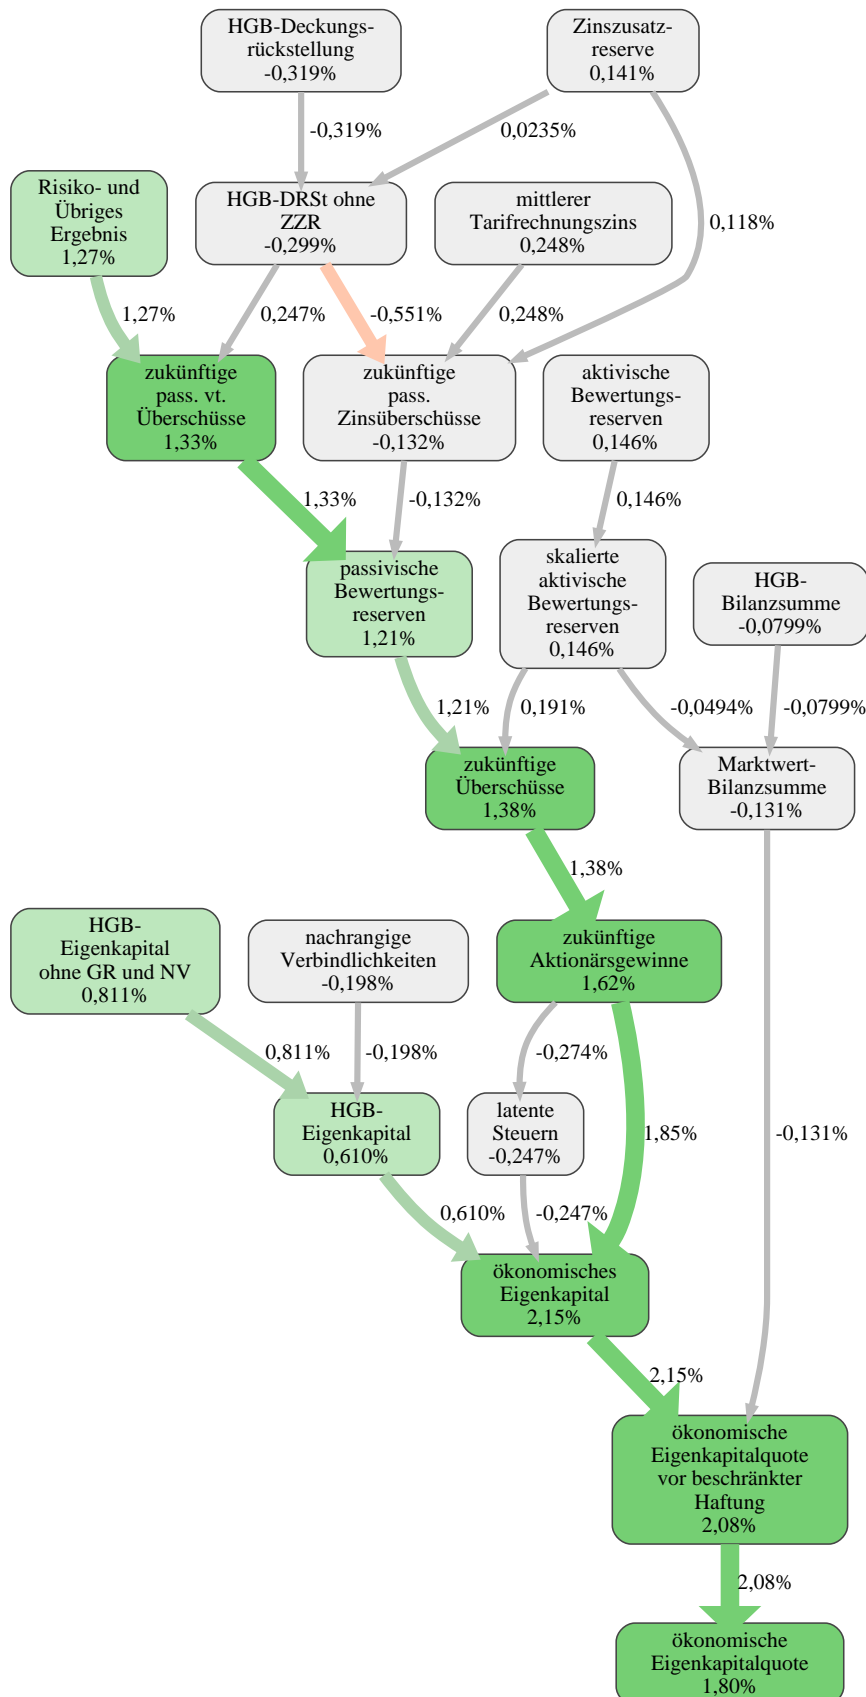 HGB-Deckungs-
rückstellung
-0,319%
Zinszusatz-
reserve
0,141%
-0,319%
0,0235%
Risiko- und
Übriges
Ergebnis
1,27%
HGB-DRSt ohne
ZZR
-0,299%
mittlerer
Tarifrechnungszins
0,248%
0,118%
1,27%
0,247%
-0,551%
0,248%
zukünftige
pass. vt.
Überschüsse
1,33%
zukünftige
pass.
Zinsüberschüsse
-0,132%
aktivische
Bewertungs-
reserven
0,146%
1,33%
-0,132%
0,146%
passivische
Bewertungs-
reserven
1,21%
skalierte
aktivische
Bewertungs-
reserven
0,146%
HGB-
Bilanzsumme
-0,0799%
1,21%
0,191%
-0,0494%
-0,0799%
zukünftige
Überschüsse
1,38%
Marktwert-
Bilanzsumme
-0,131%
1,38%
HGB-
Eigenkapital
ohne GR und NV
0,811%
nachrangige
Verbindlichkeiten
-0,198%
zukünftige
Aktionärsgewinne
1,62%
0,811%
-0,198%
-0,274%
HGB-
Eigenkapital
0,610%
latente
Steuern
-0,247%
1,85%
-0,131%
0,610%
-0,247%
ökonomisches
Eigenkapital
2,15%
2,15%
ökonomische
Eigenkapitalquote
vor beschränkter
Haftung
2,08%
2,08%
ökonomische
Eigenkapitalquote
1,80%